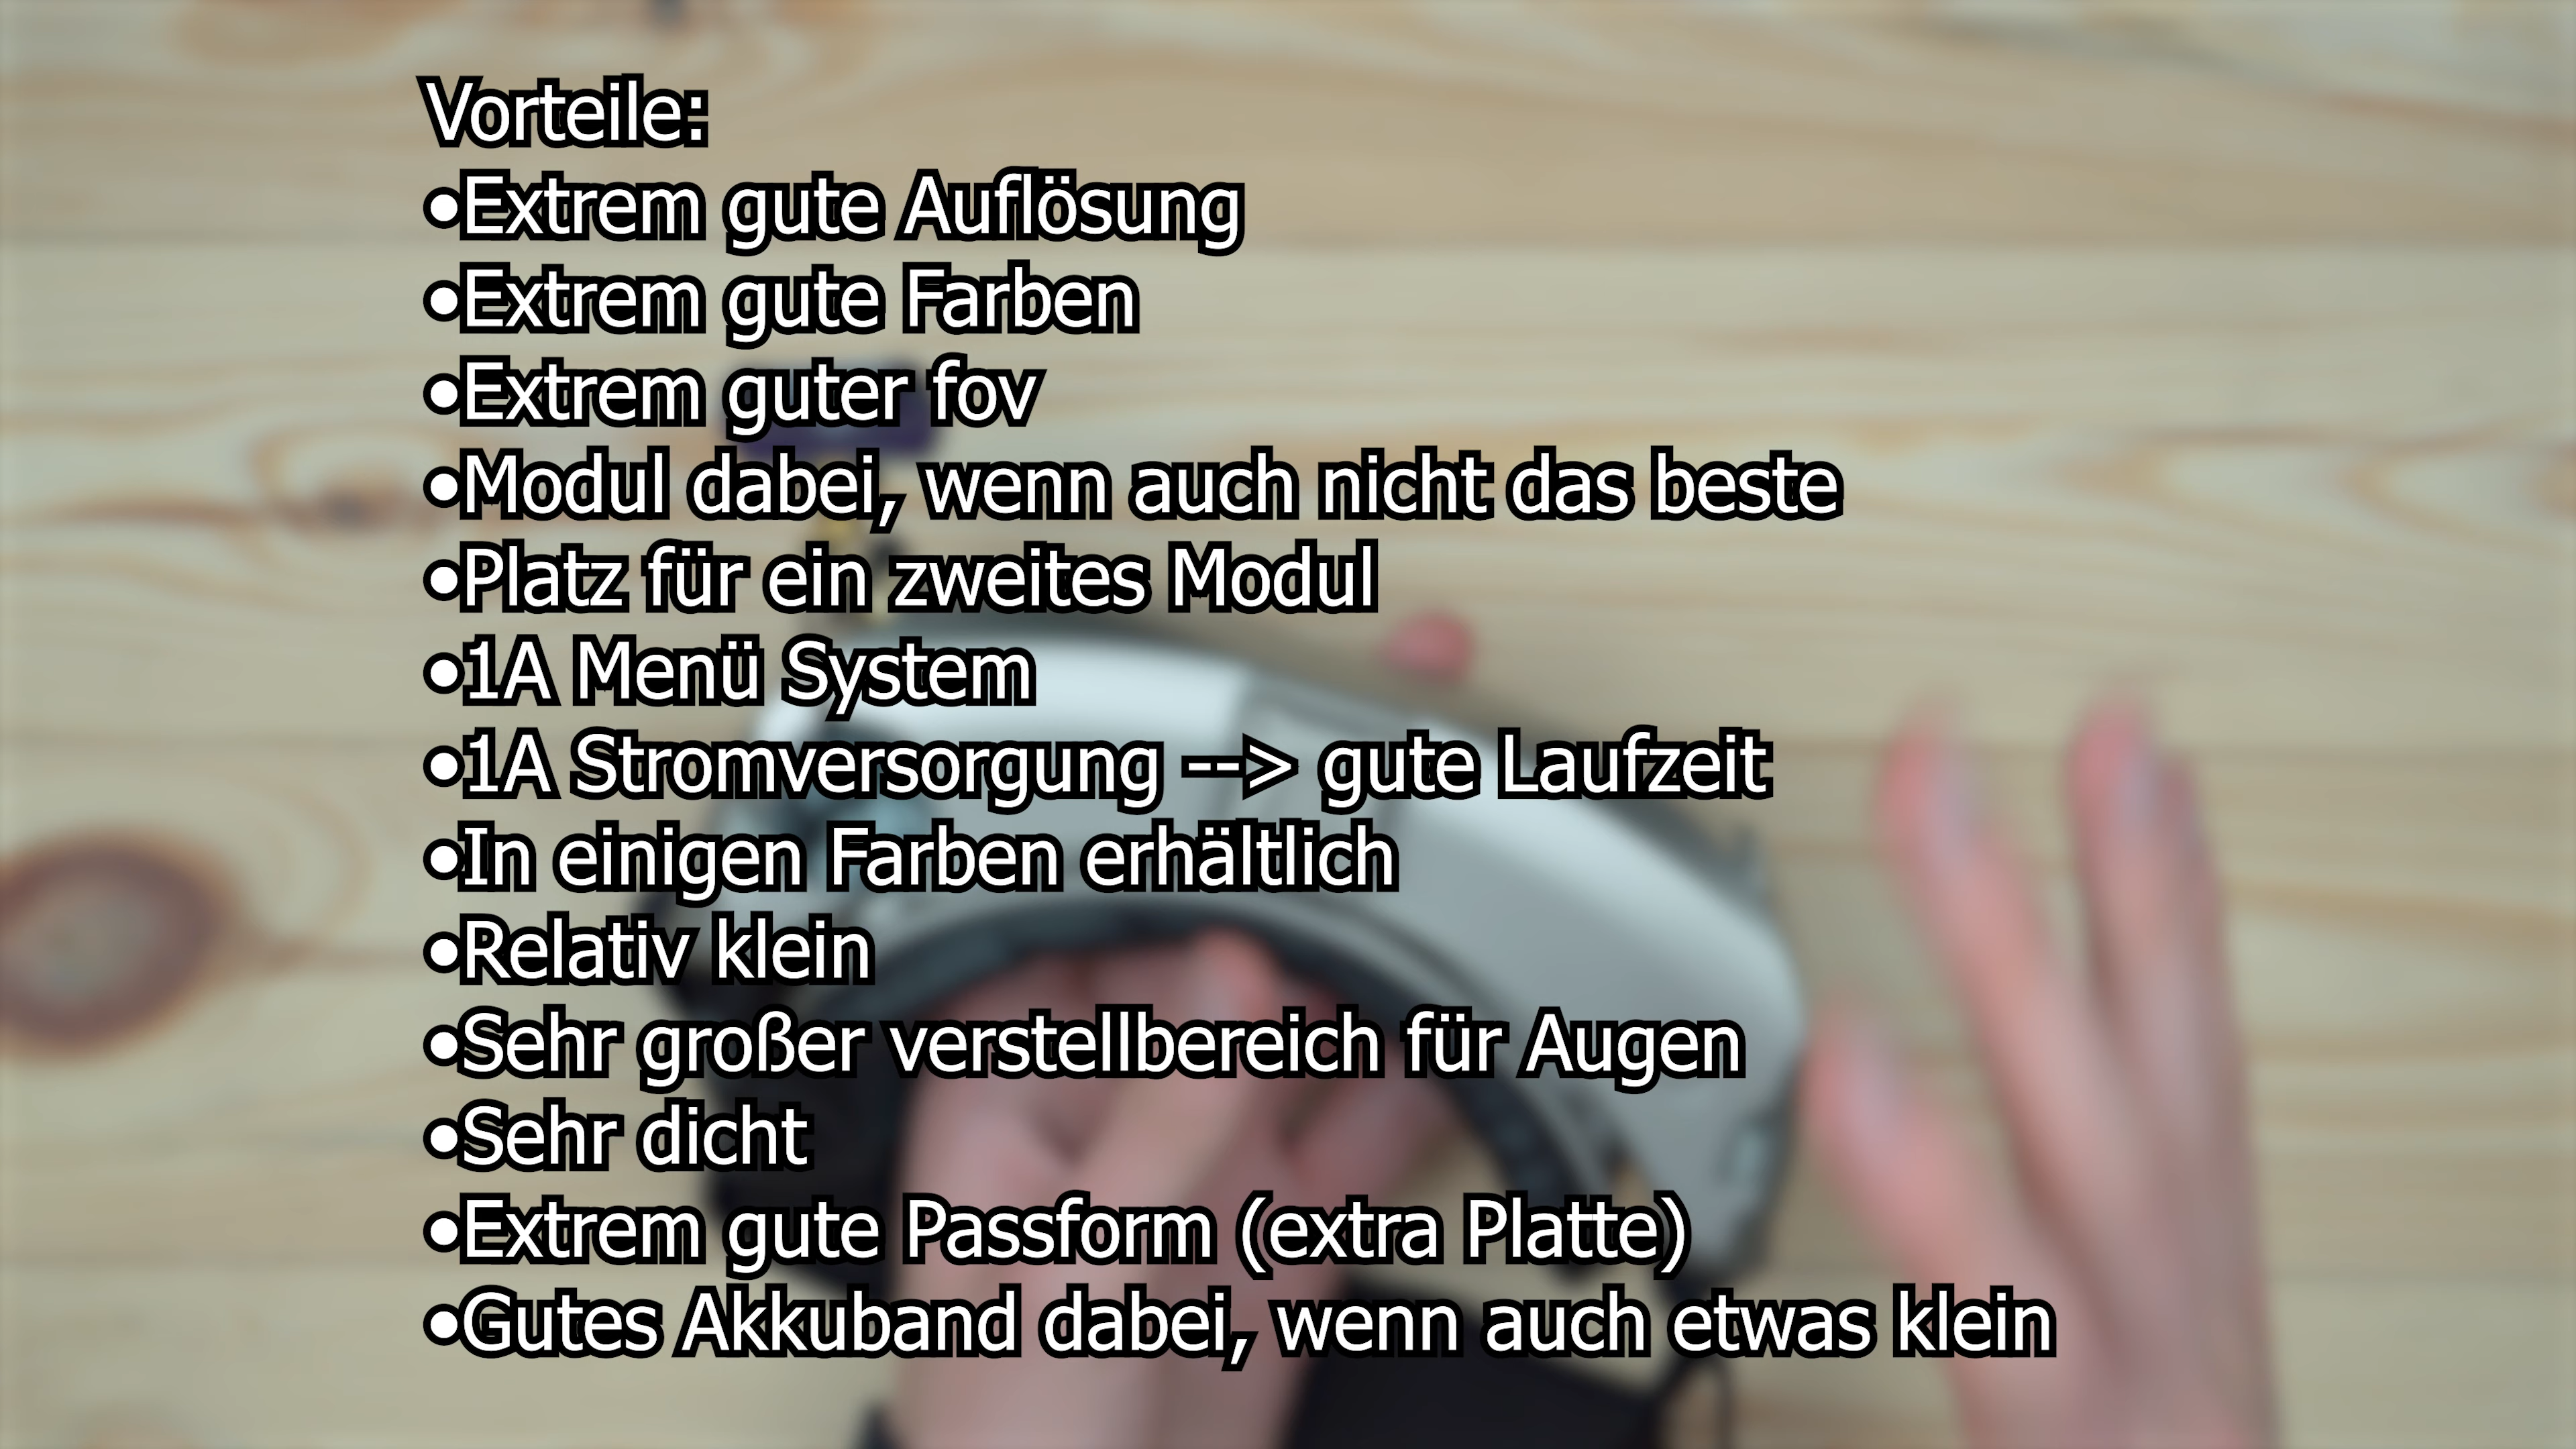 Vorteile:
•Extrem gute Auflösung
•Extrem gute Farben
•Extrem guter fov
•Modul dabei, wenn auch nicht das beste
•Platz für ein zweites Modul
•1A Menü System
•1A Stromversorgung --> gute Laufzeit
•In einigen Farben erhältlich
•Relativ klein
•Sehr großer verstellbereich für Augen
•Sehr dicht
•Extrem gute Passform (extra Platte)
•Gutes Akkuband dabei, wenn auch etwas klein